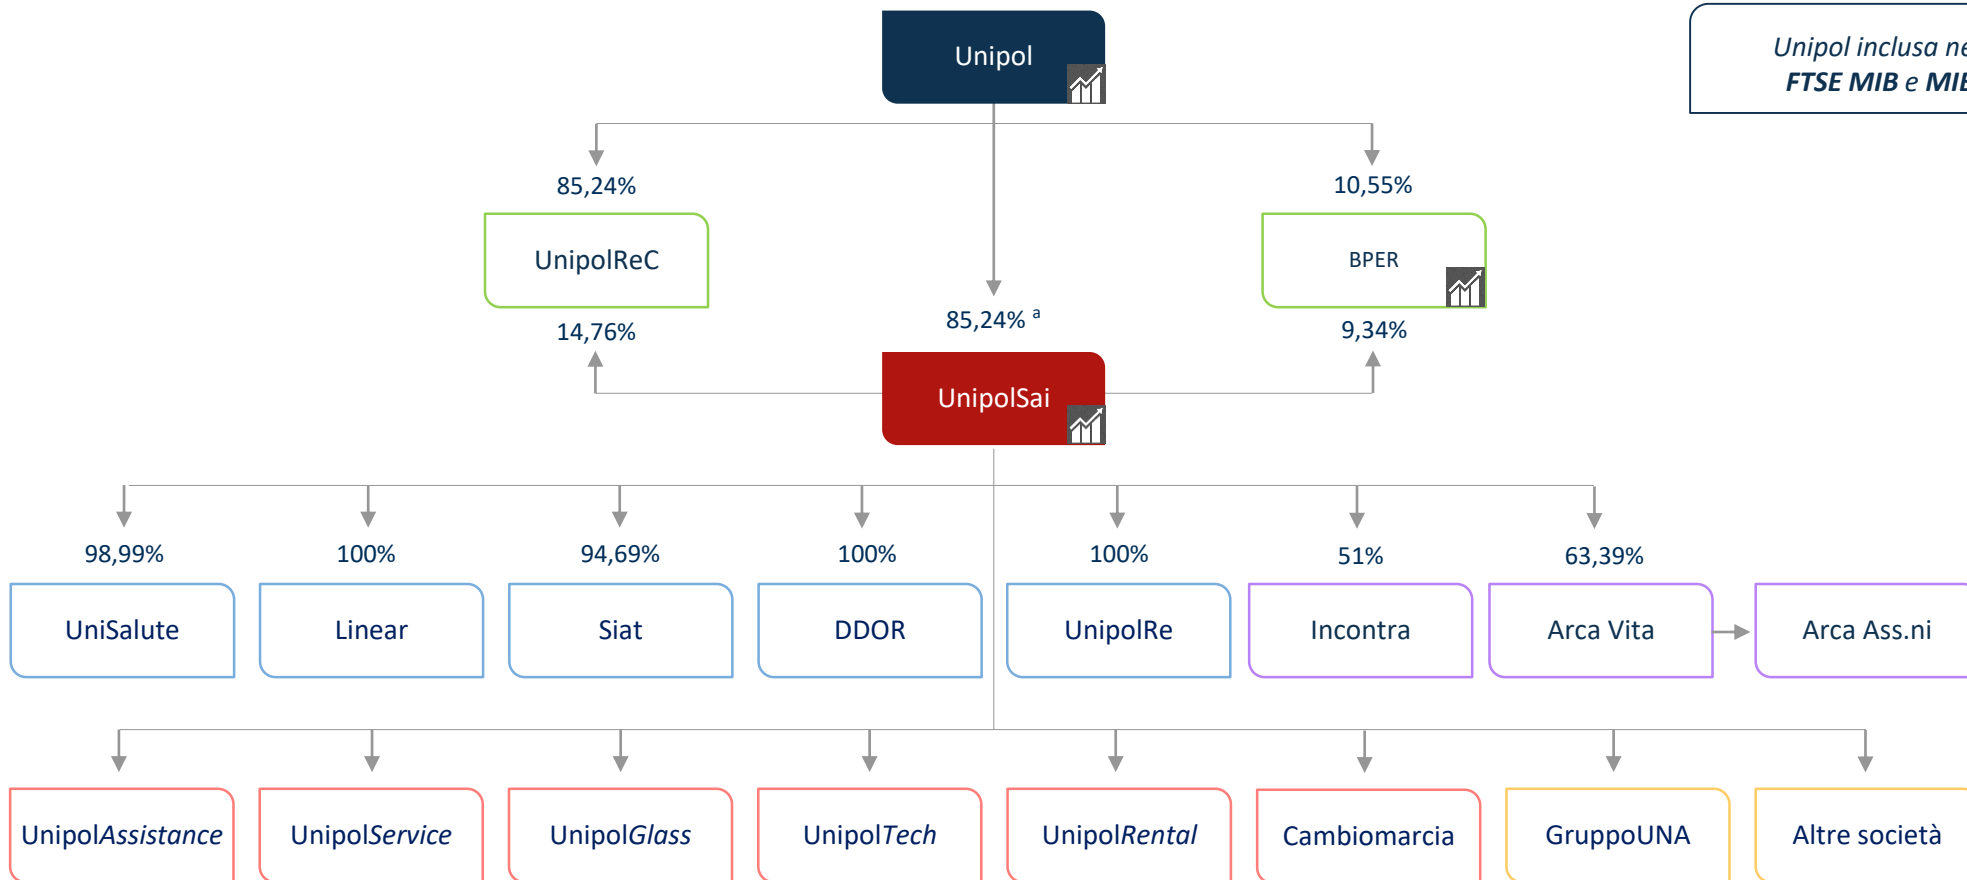 Unipol
Unipol inclusa
FTSE MIB e
85,24%
10,55%
UnipolReC
BPER
14,76%
85,24% a
9,34%
UnipolSai
98,99%
100%
94,69%
100%
100%
51%
63,39%
UniSalute
Linear
Siat
DDOR
UnipolRe
Incontra
Arca Vita
Arca Ass.ni
UnipolAssistance
UnipolService
UnipolGlass
UnipolTech
UnipolRental
Cambiomarcia
GruppoUNA
Altre società